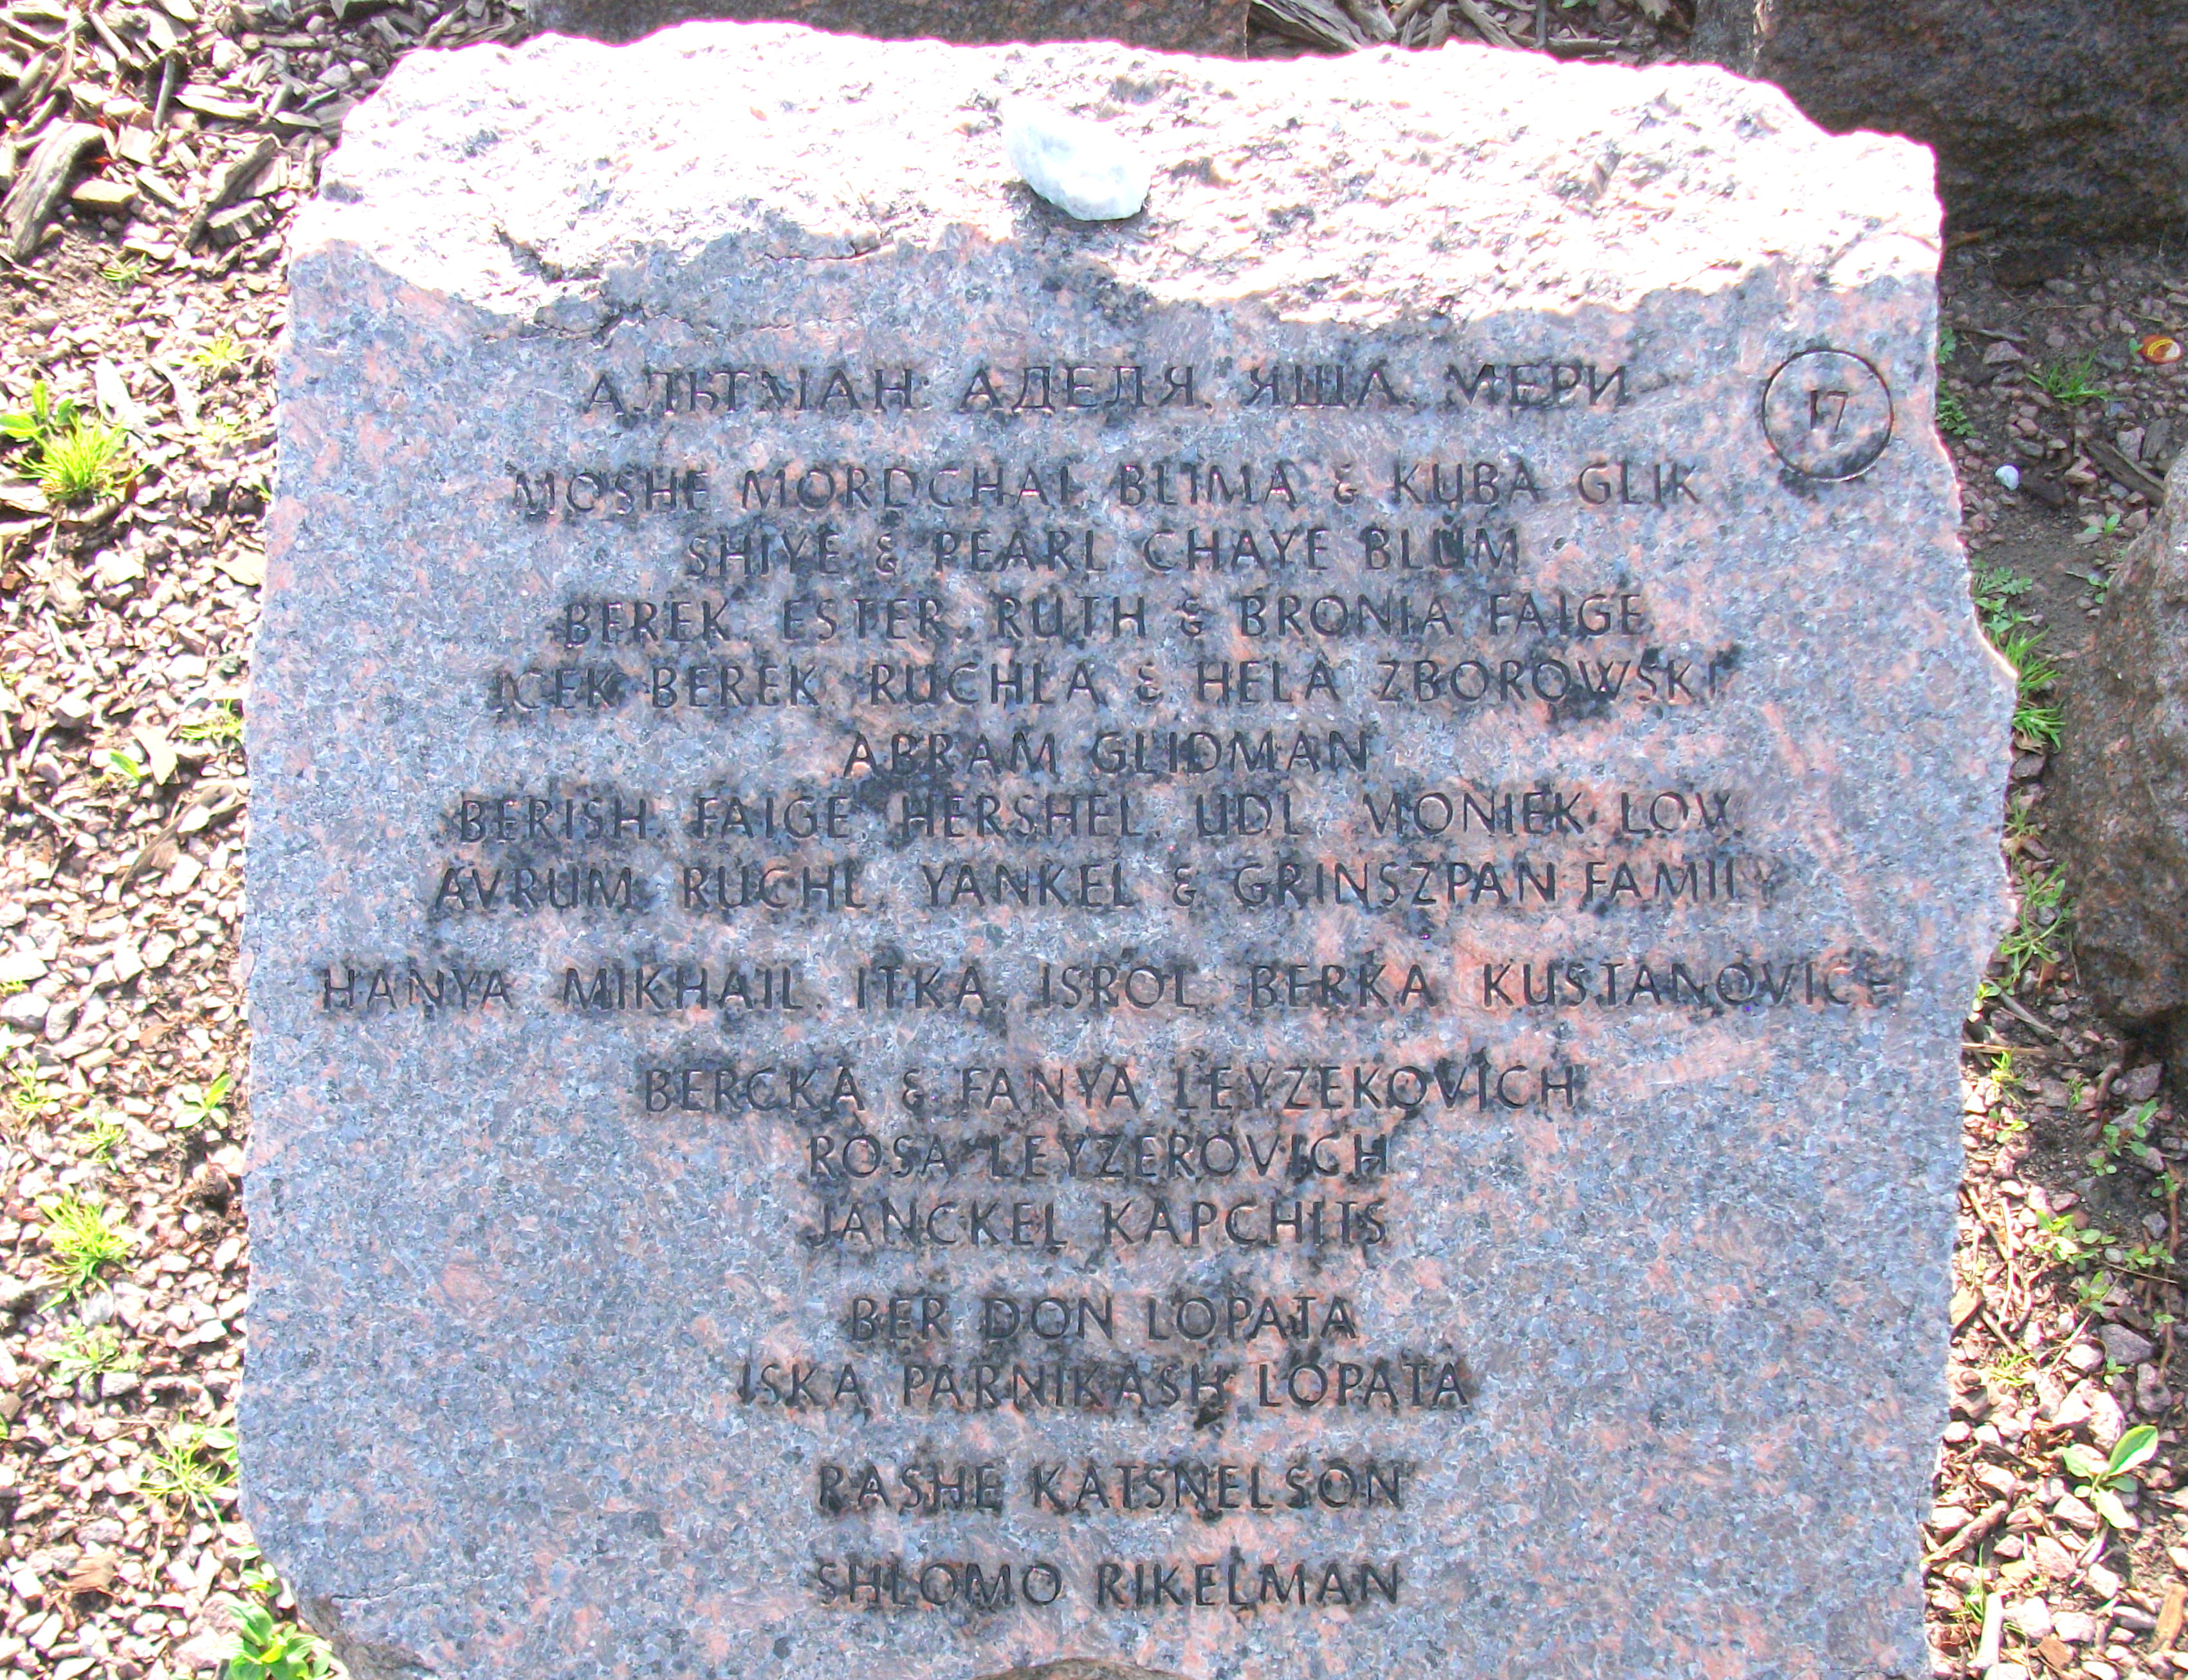 АЛЬТМАН: АДЕЛЯ, ЯША, МЕРИ
17
MOSHE MORDCHAI, BLIMA & KUBA GLIK
SHIYE & PEARL CHAYE BLUM
BEREK, ESTER, RUTH & BRONIA FAIGE
ICEK BEREK, RUCHLA & HELA ZBOROWSKI
ABRAM GLIDMAN
BERISH, FAIGE, HERSHEL, UDL, MONIEK LOW
AVRUM, RUCHL, YANKEL & GRINSZPAN FAMILY
HANYA, MIKHAIL, ITKA, ISROL, BERKA KUSTANOVICH
BERCKA & FANYA LEYZEKOVICH
ROSA LEYZEROVICH
JANCKEL KAPCHITS
BER DON LOPATA
ISKA PARNIKASH LOPATA
RASHE KATSNELSON
SHLOMO RIKELMAN